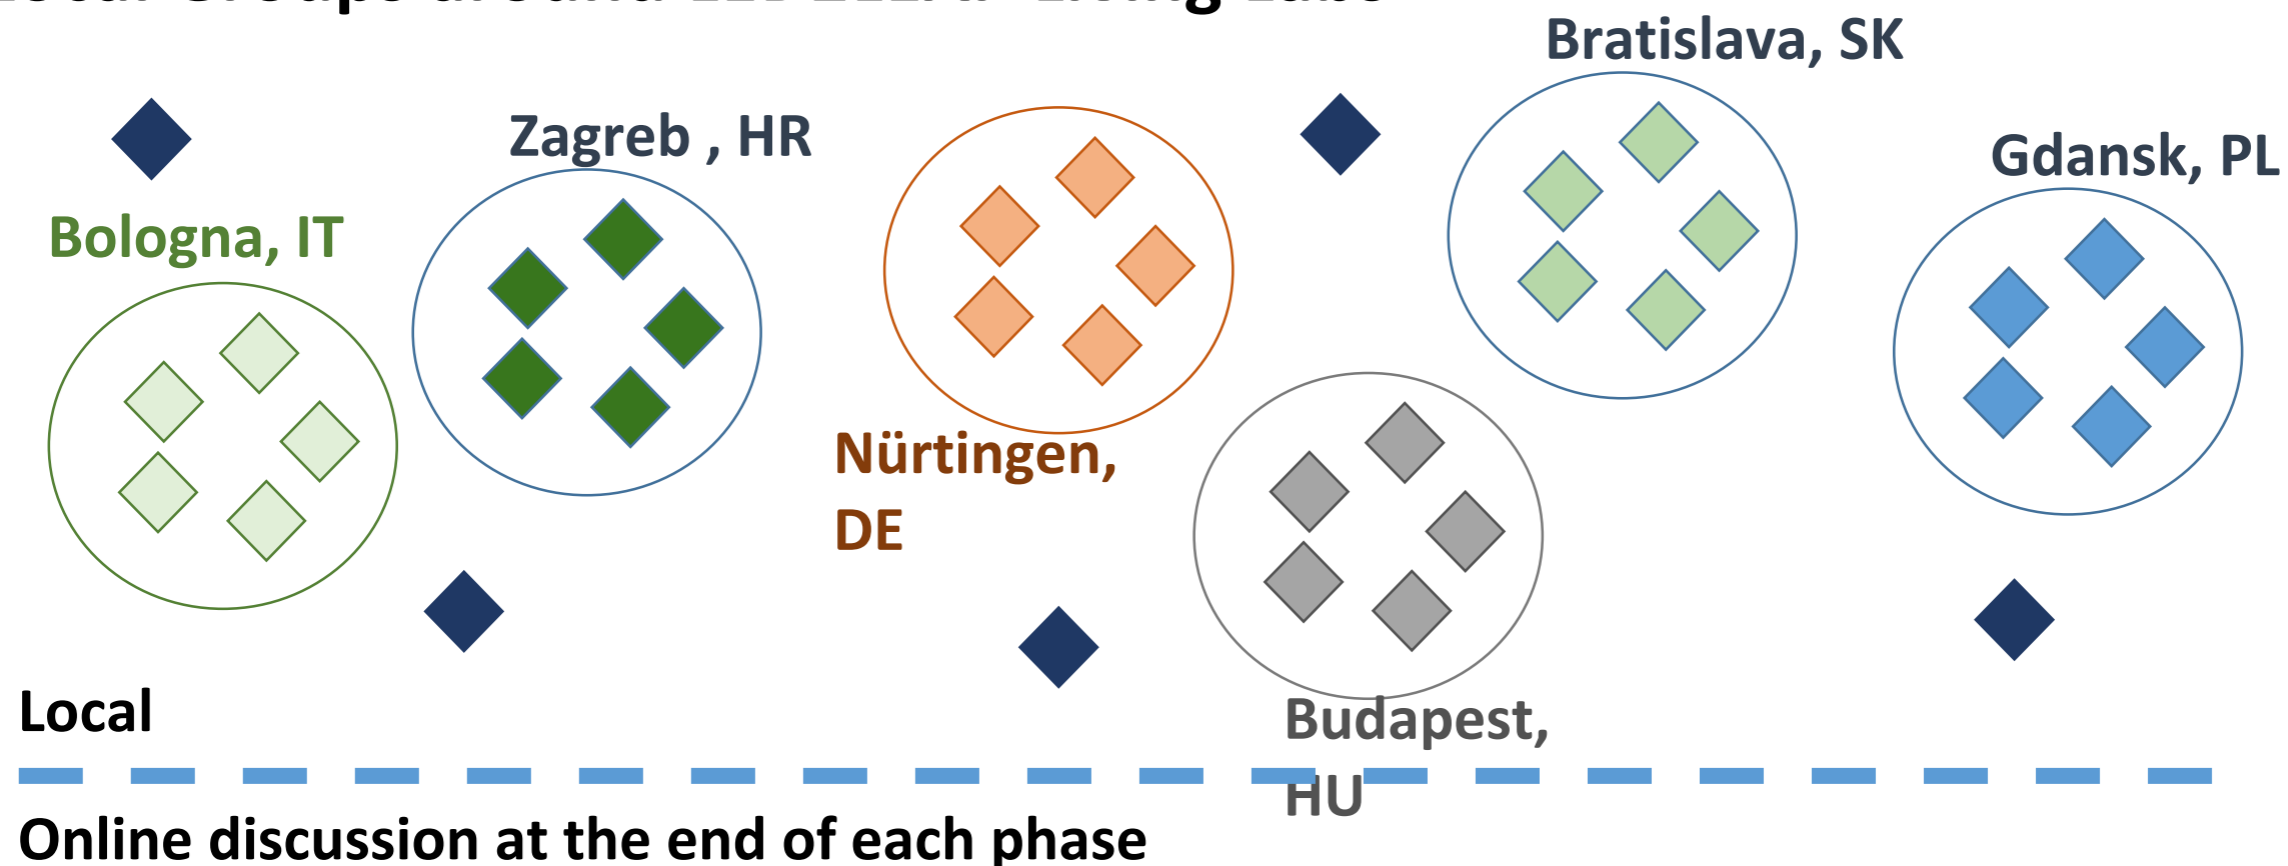 Bratislava, SK
Zagreb , HR
Gdansk, PL
Bologna, IT
Nürtingen,
DE
Local
Budapest,
HU
Online discussion at the end of each phase